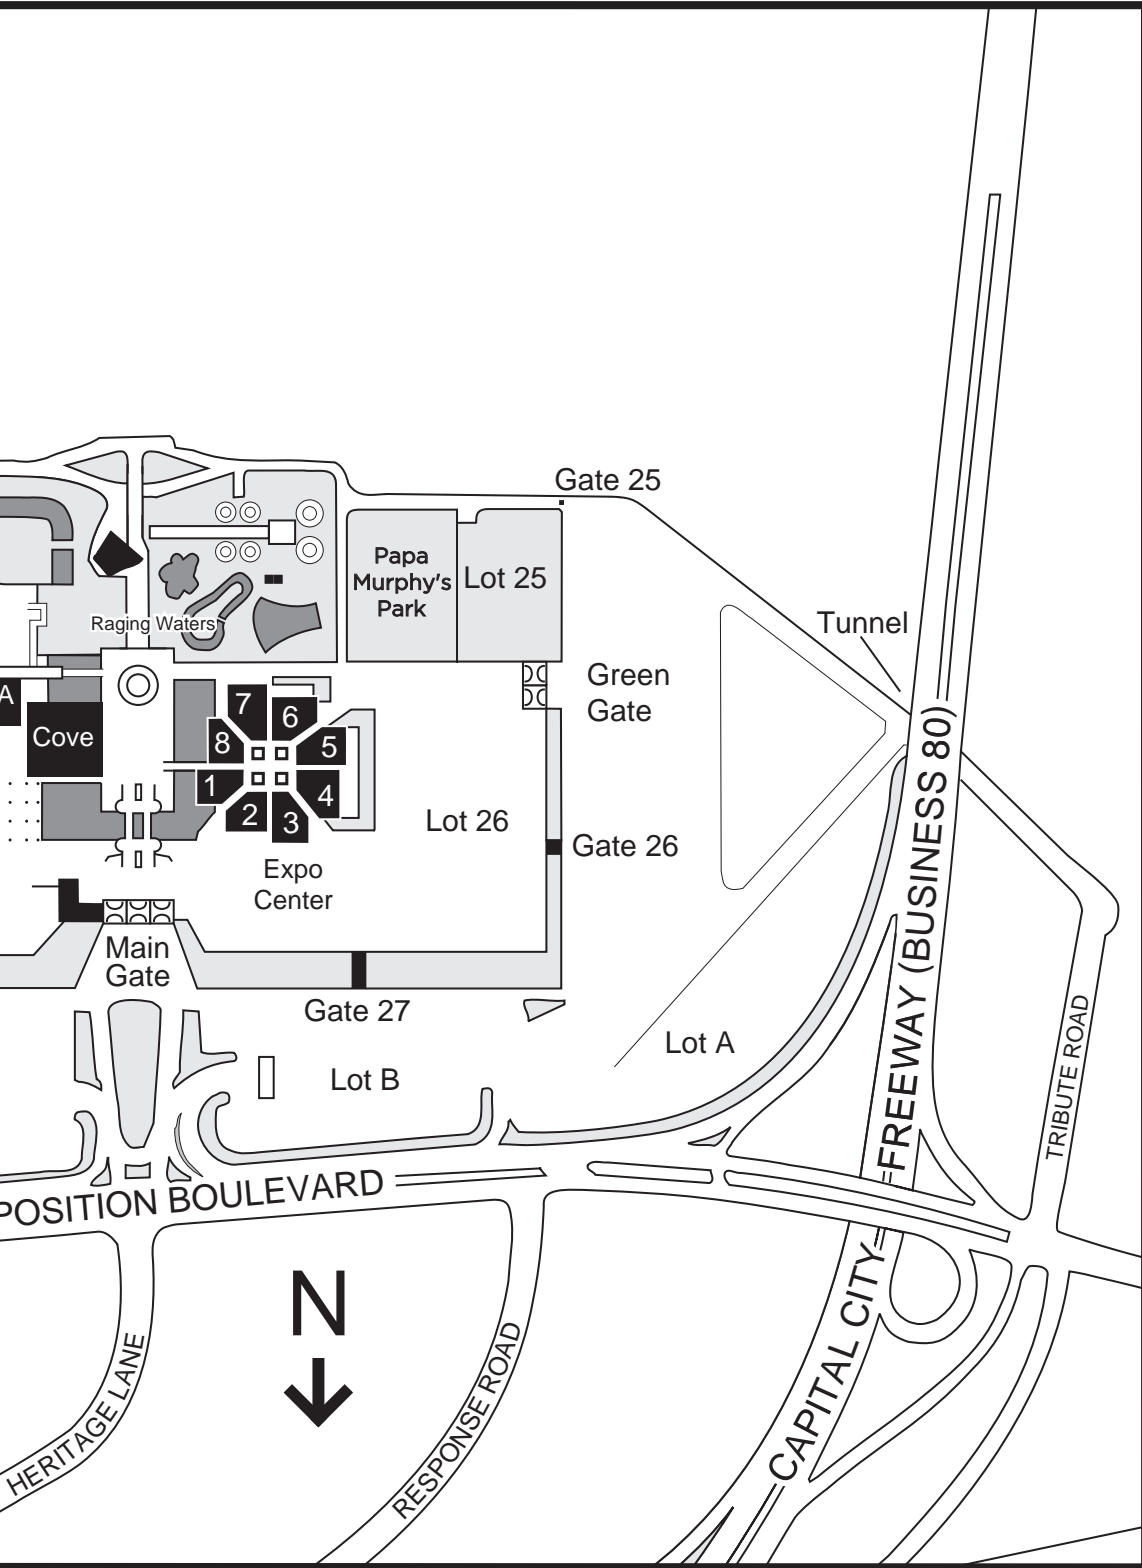 Gate 25
Papa
Murphy's
Park
Lot 25
Raging Waters
Tunnel
Green
Gate
A
Cove
7
6
8
5
1
4
2
3
Lot 26
Gate 26
Expo
Center
Main
Gate
Gate 27
Lot A
Lot B
CAPITAL CITY FREEWAY (BUSINESS 80)
TRIBUTE ROAD
POSITION BOULEVARD
N
HERITAGE LANE
RESPONSE ROAD